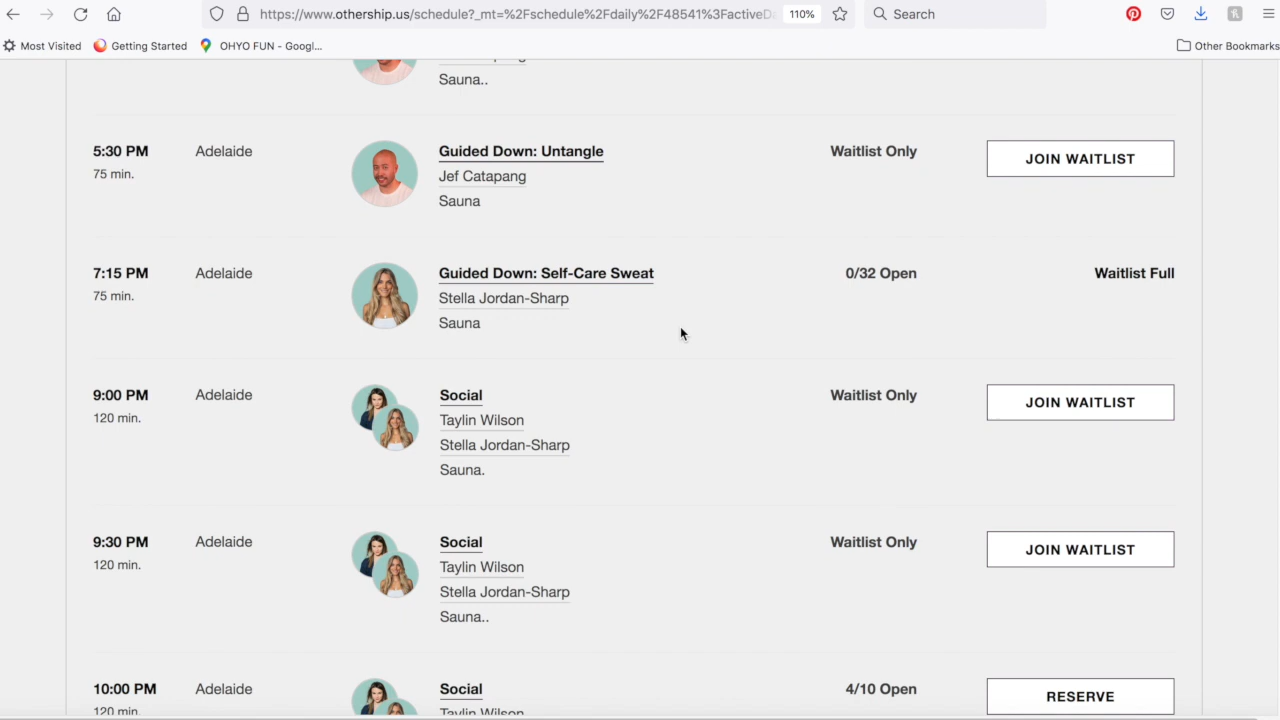 https://www.othership.us/schedule?_mt=%2Fschedule%2Fdaily%2F48541%3FactiveDa
110%
Search
Most Visited
Getting Started
OHYO FUN - Googl...
Other Bookmarks
Sauna..
5:30 PM
75 min.
Adelaide
Guided Down: Untangle
Jef Catapang
Sauna
Waitlist Only
JOIN WAITLIST
7:15 PM
75 min.
Adelaide
Guided Down: Self-Care Sweat
Stella Jordan-Sharp
Sauna
0/32 Open
Waitlist Full
9:00 PM
120 min.
Adelaide
Social
Taylin Wilson
Stella Jordan-Sharp
Sauna.
Waitlist Only
JOIN WAITLIST
9:30 PM
120 min.
Adelaide
Social
Taylin Wilson
Stella Jordan-Sharp
Sauna..
Waitlist Only
JOIN WAITLIST
10:00 PM
120 min.
Adelaide
Social
Taylin Wilson
4/10 Open
RESERVE